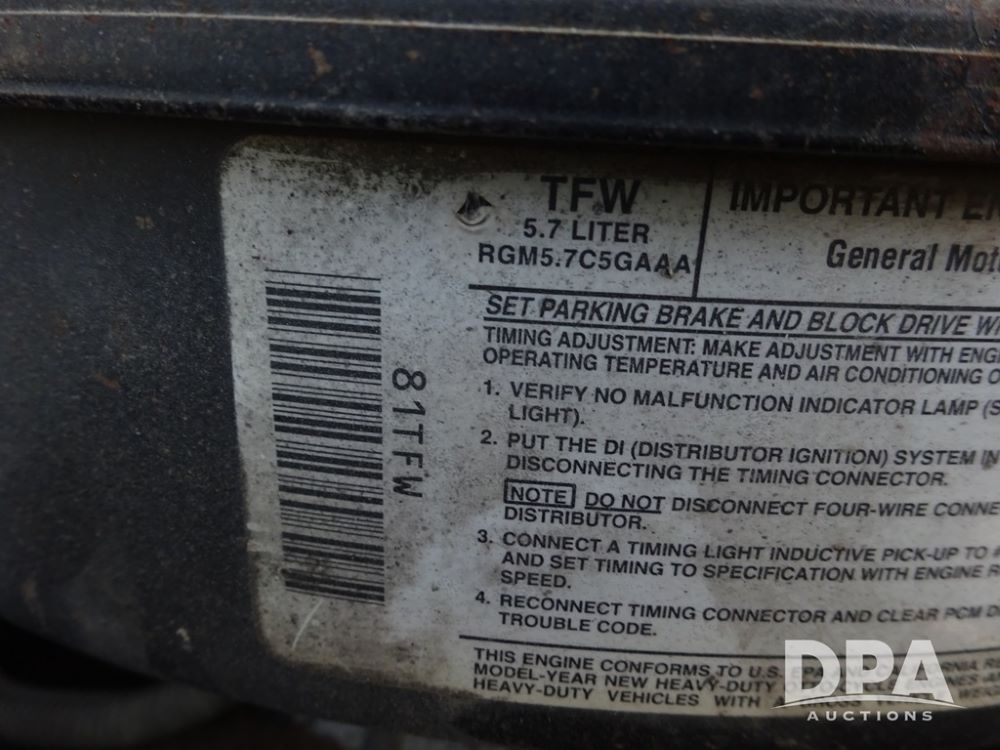 TFW
5.7 LITER
RGM5.7C5GAAA
IMPORTANT
General
81TFW
SET PARKING BRAKE AND BLOCK DRIVE
TIMING ADJUSTMENT: MAKE ADJUSTMENT WITH
OPERATING TEMPERATURE AND AIR CONDITIONING
1. VERIFY NO MALFUNCTION INDICATOR LAMP
LIGHT).
2. PUT THE DI (DISTRIBUTOR IGNITION) SYSTEM IN
DISCONNECTING THE TIMING CONNECTOR.
NOTE DO NOT DISCONNECT FOUR-WIRE
DISTRIBUTOR.
3. CONNECT A TIMING LIGHT INDUCTIVE PICK-UP TO
AND SET TIMING TO SPECIFICATION WITH ENGINE
SPEED.
4. RECONNECT TIMING CONNECTOR AND CLEAR PCM
TROUBLE CODE.
THIS ENGINE CONFORMS TO U.S. EPA
MODEL-YEAR NEW HEAVY-DUTY
HEAVY-DUTY VEHICLES WITH
DPA
AUCTIONS